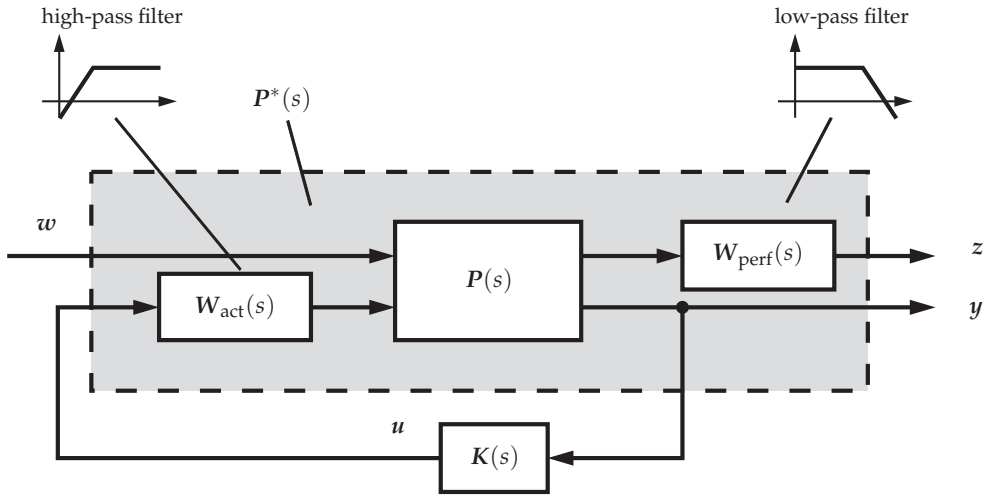 high-pass filter
low-pass filter
P*(s)
w
P(s)
W_perf(s)
z
W_act(s)
y
u
K(s)